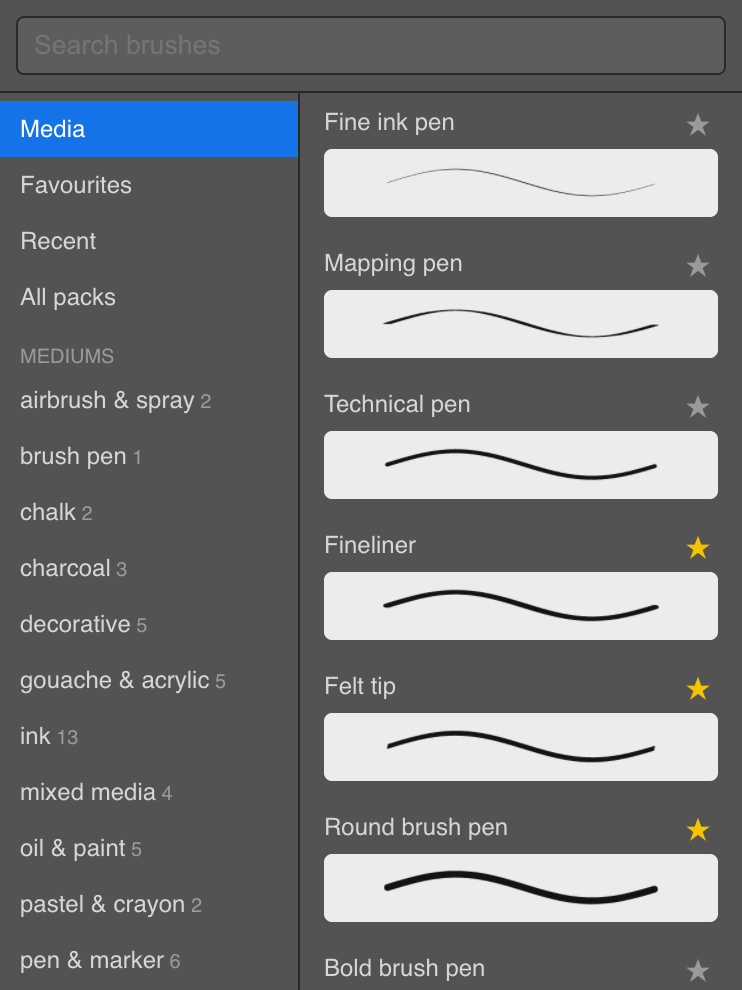 Search brushes
Media
Favourites
Recent
All packs
MEDIUMS
airbrush & spray 2
brush pen 1
chalk 2
charcoal 3
decorative 5
gouache & acrylic 5
ink 13
mixed media 4
oil & paint 5
pastel & crayon 2
pen & marker 6
Fine ink pen
Mapping pen
Technical pen
Fineliner
Felt tip
Round brush pen
Bold brush pen